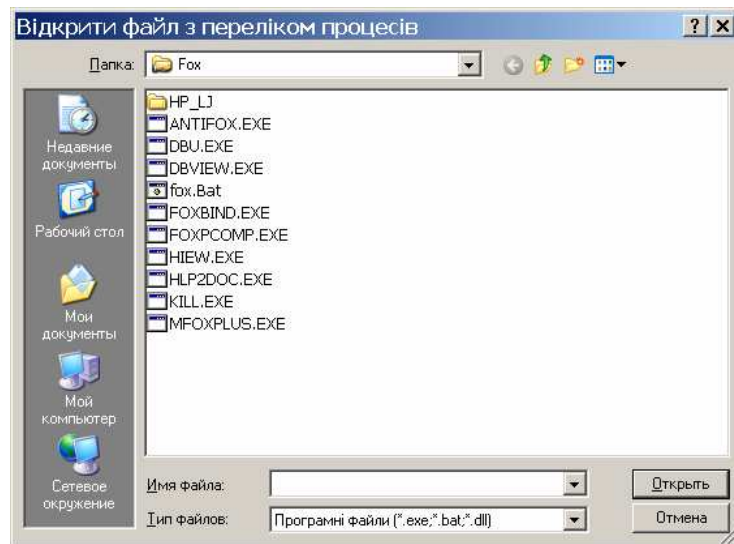 Відкрити файл з переліком процесів
Папка: Fox
HP_LJ
ANTIFOX.EXE
DBU.EXE
DBVIEW.EXE
fox.Bat
FOXBIND.EXE
FOXPCOMP.EXE
HIEW.EXE
HLP2DOC.EXE
KILL.EXE
MFOXPLUS.EXE
Недавние
документы
Рабочий стол
Мои
документы
Мой
компьютер
Сетевое
окружение
Имя файла:
Открыть
Тип файлов: Програмні файли (*.exe;*.bat;*.dll)
Отмена